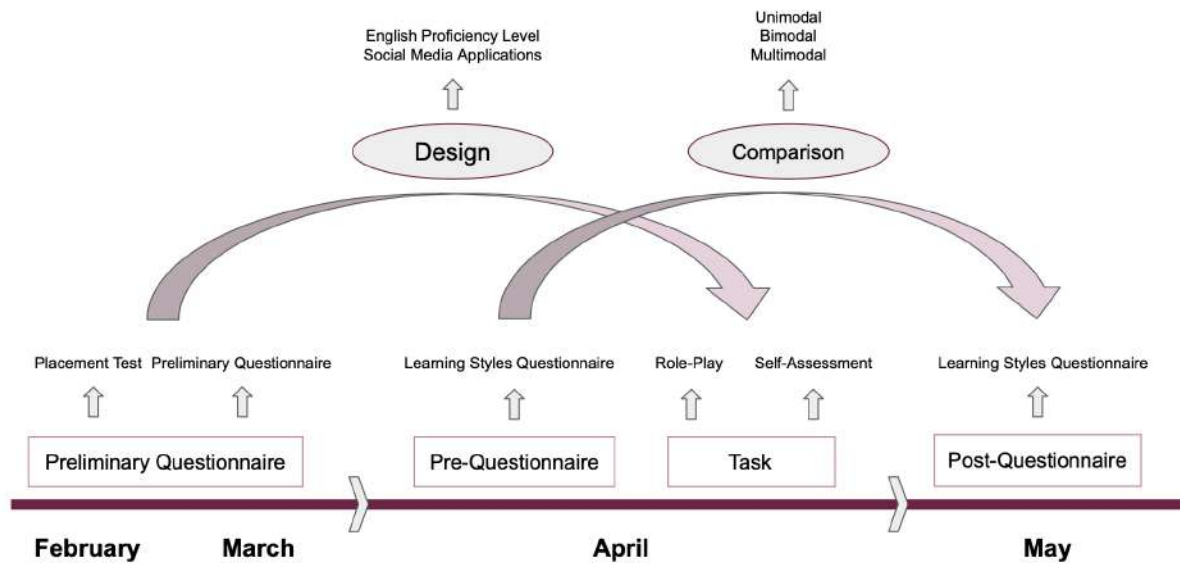 English Proficiency Level
Social Media Applications
Unimodal
Bimodal
Multimodal
Design
Comparison
Placement Test
Preliminary Questionnaire
Learning Styles Questionnaire
Role-Play
Self-Assessment
Learning Styles Questionnaire
Preliminary Questionnaire
Pre-Questionnaire
Task
Post-Questionnaire
February
March
April
May